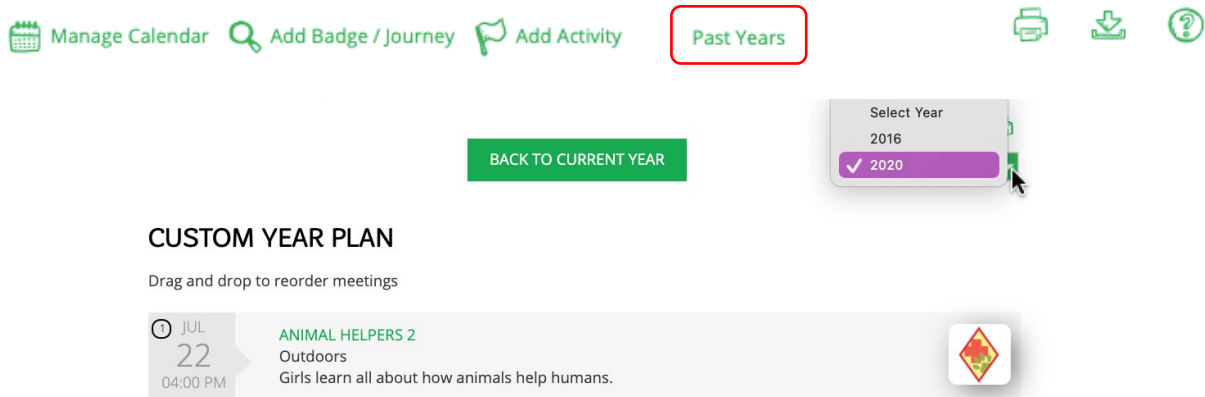 Manage Calendar Add Badge / Journey Add Activity Past Years
Select Year
2016
BACK TO CURRENT YEAR
2020
CUSTOM YEAR PLAN
Drag and drop to reorder meetings
1 JUL
22
04:00 PM
ANIMAL HELPERS 2
Outdoors
Girls learn all about how animals help humans.